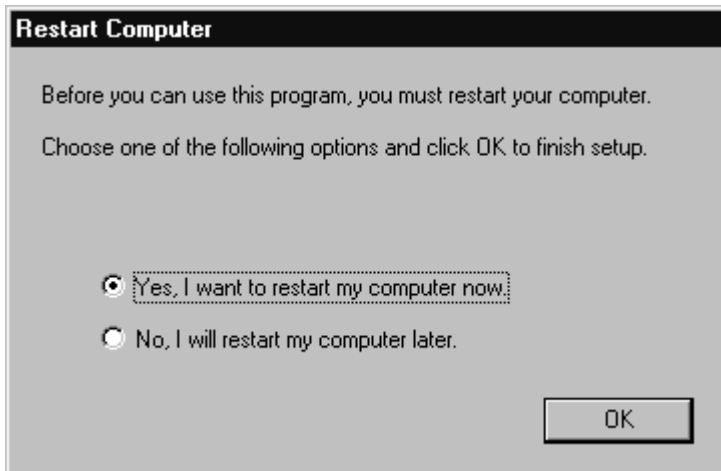 Restart Computer
Before you can use this program, you must restart your computer.
Choose one of the following options and click OK to finish setup.
Yes, I want to restart my computer now.
No, I will restart my computer later.
OK